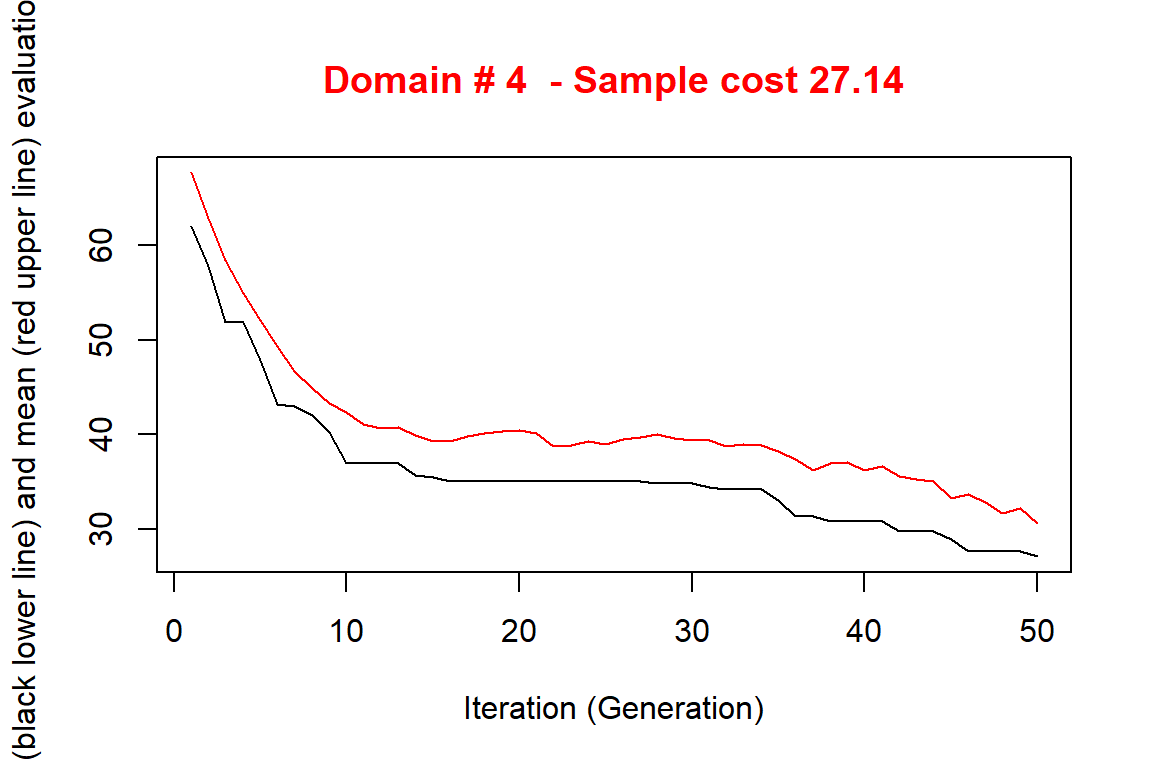 Domain # 4 - Sample cost 27.14
(black lower line) and mean (red upper line)
60
50
40
30
0 10 20 30 40 50
Iteration (Generation)